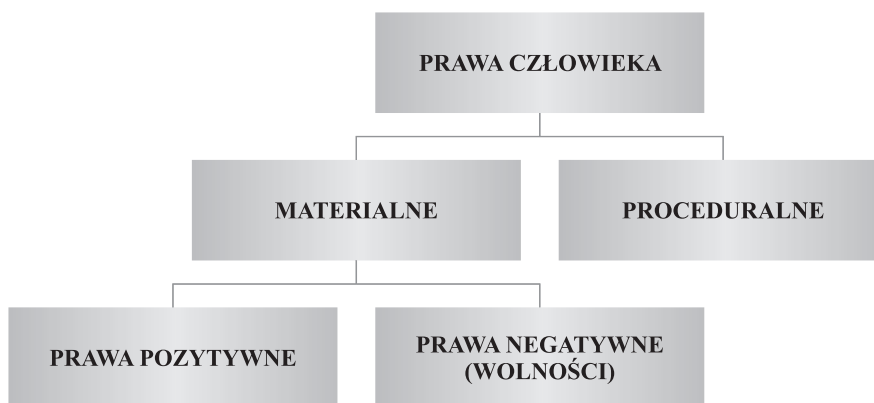 PRAWA CZŁOWIEKA
MATERIALNE
PROCEDURALNE
PRAWA POZYTYWNE
PRAWA NEGATYWNE
(WOLNOŚCI)